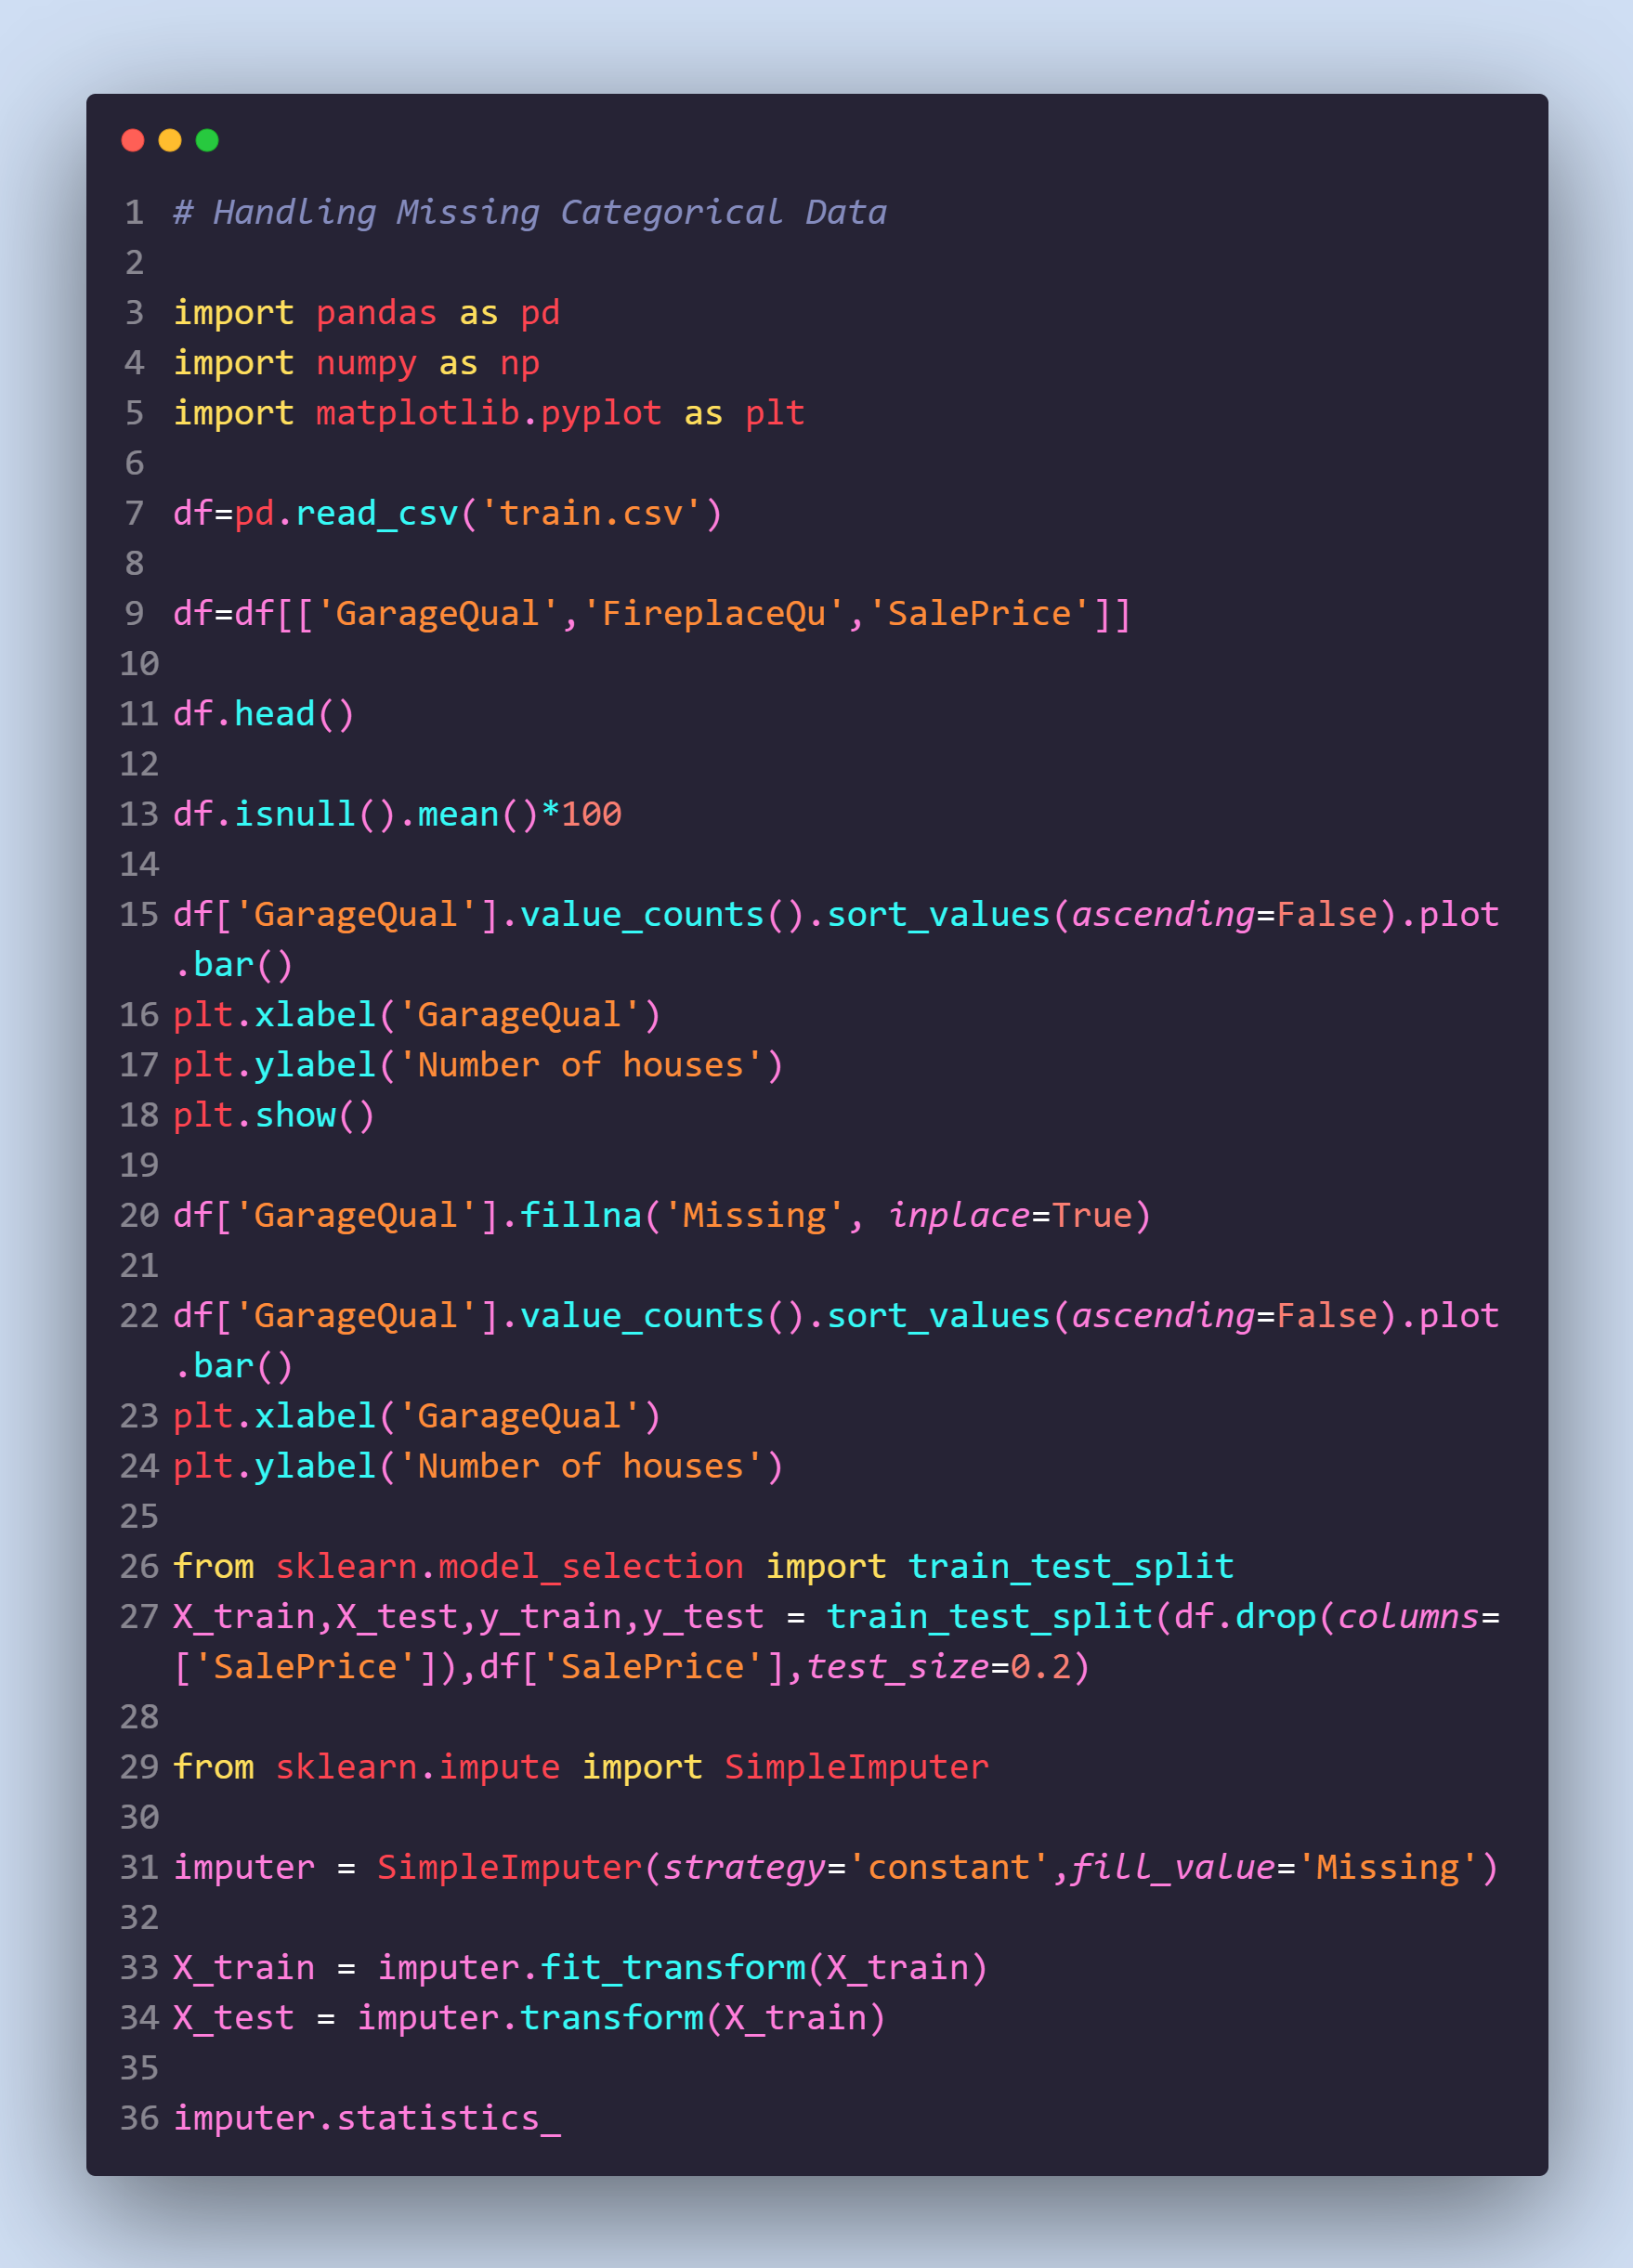 1 # Handling Missing Categorical Data
2
3 import pandas as pd
4 import numpy as np
5 import matplotlib.pyplot as plt
6
7 df=pd.read_csv('train.csv')
8
9 df=df[['GarageQual','FireplaceQu','SalePrice']]
10
11 df.head()
12
13 df.isnull().mean()*100
14
15 df['GarageQual'].value_counts().sort_values(ascending=False).plot
.bar()
16 plt.xlabel('GarageQual')
17 plt.ylabel('Number of houses')
18 plt.show()
19
20 df['GarageQual'].fillna('Missing', inplace=True)
21
22 df['GarageQual'].value_counts().sort_values(ascending=False).plot
.bar()
23 plt.xlabel('GarageQual')
24 plt.ylabel('Number of houses')
25
26 from sklearn.model_selection import train_test_split
27 X_train,X_test,y_train,y_test = train_test_split(df.drop(columns=
['SalePrice']),df['SalePrice'],test_size=0.2)
28
29 from sklearn.impute import SimpleImputer
30
31 imputer = SimpleImputer(strategy='constant',fill_value='Missing')
32
33 X_train = imputer.fit_transform(X_train)
34 X_test = imputer.transform(X_train)
35
36 imputer.statistics_